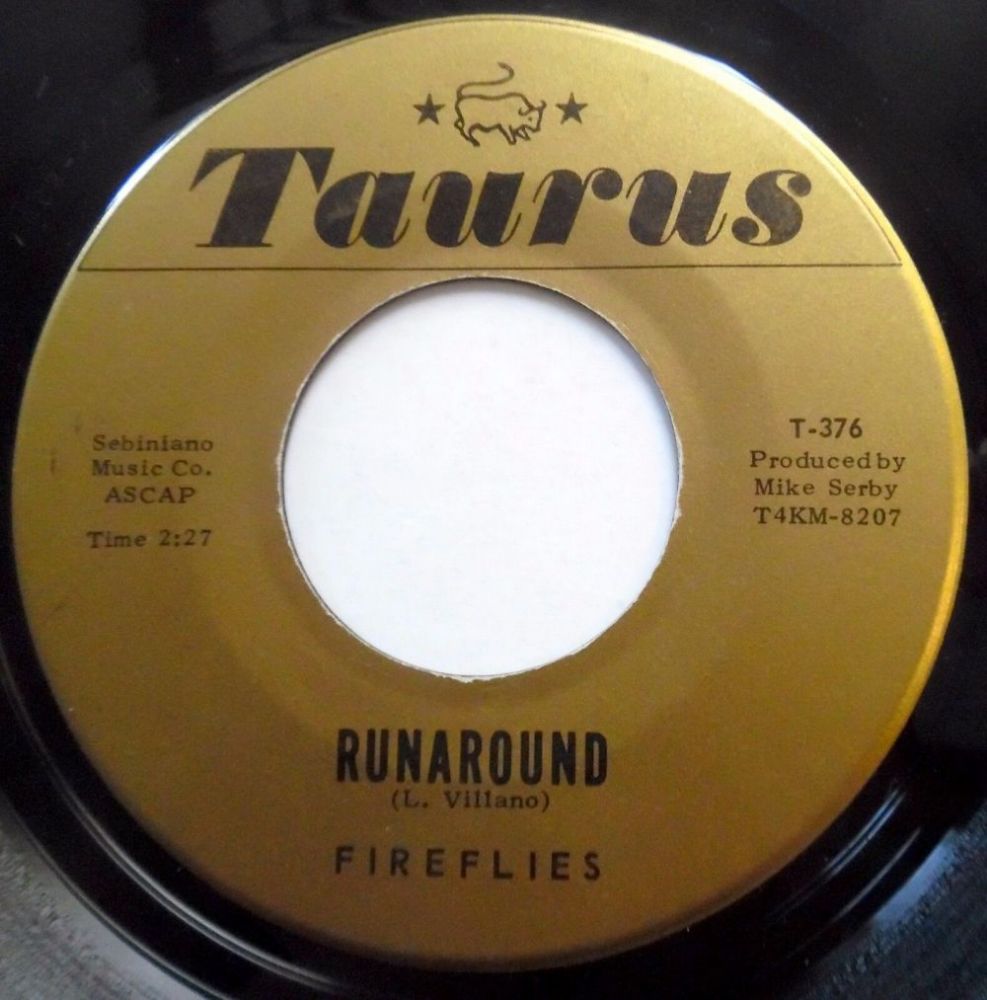 Taurus
Sebiniano
Music Co.
ASCAP
Time 2:27
T-376
Produced by
Mike Serby
T4KM-8207
RUNAROUND
(L. Villano)
FIREFLIES